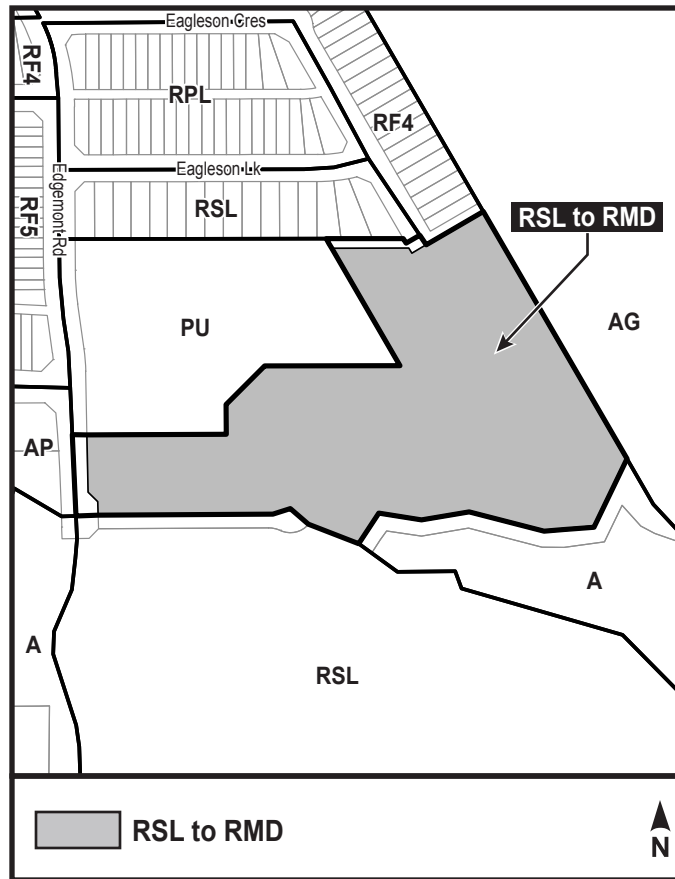 Eagleson Cres
RF4
RPL
RF4
Eagleson Lk
Edgemont Rd
RF5
RSL
RSL to RMD
PU
AG
AP
A
A
RSL
RSL to RMD
N